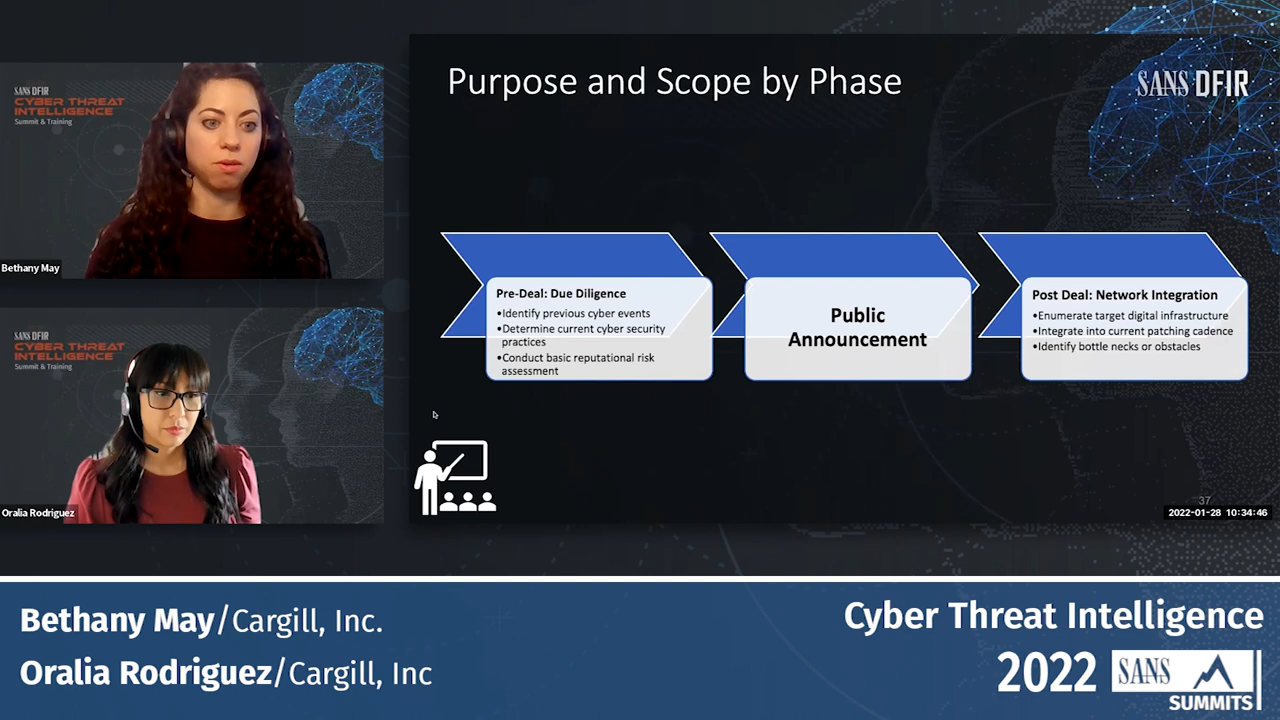 Purpose and Scope by Phase
SANS DFIR
SANS DFIR
CYBER THREAT
INTELLIGENCE
Summit & Training
Bethany May
SANS DFIR
CYBER THREAT
INTELLIGENCE
Summit & Training
Oralia Rodriguez
Pre-Deal: Due Diligence
•Identify previous cyber events
•Determine current cyber security
practices
•Conduct basic reputational risk
assessment
Public
Announcement
Post Deal: Network Integration
•Enumerate target digital infrastructure
•Integrate into current patching cadence
•Identify bottle necks or obstacles
37
2022-01-28 10:34:46
Bethany May/Cargill, Inc.
Oralia Rodriguez/Cargill, Inc
Cyber Threat Intelligence
2022 SANS
SUMMITS